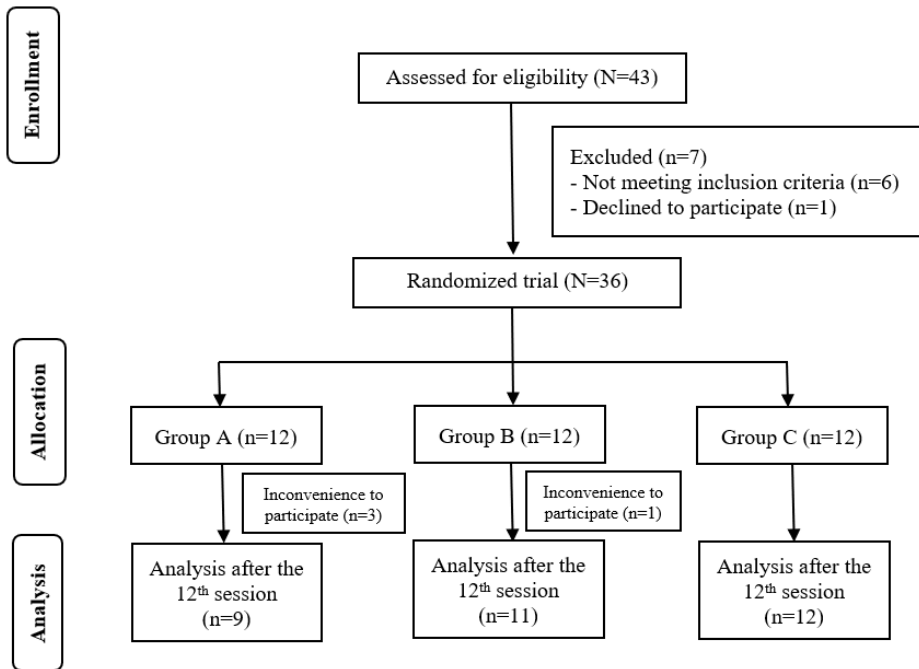 Enrollment
Assessed for eligibility (N=43)
Excluded (n=7)
- Not meeting inclusion criteria (n=6)
- Declined to participate (n=1)
Randomized trial (N=36)
Allocation
Group A (n=12)
Group B (n=12)
Group C (n=12)
Inconvenience to
participate (n=3)
Inconvenience to
participate (n=1)
Analysis
Analysis after the
12th session
(n=9)
Analysis after the
12th session
(n=11)
Analysis after the
12th session
(n=12)